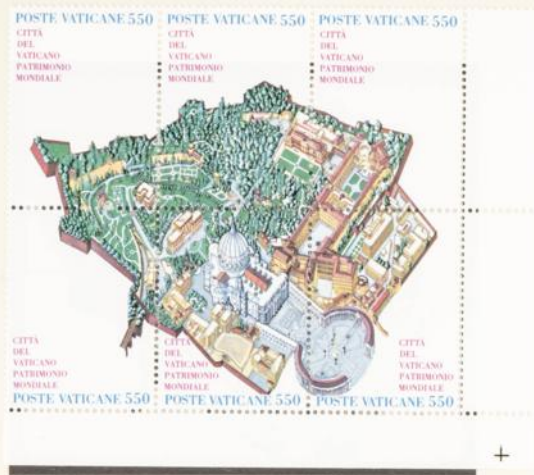 POSTE VATICANE 550
CITTÀ
DEL
VATICANO
PATRIMONIO
MONDIALE
POSTE VATICANE 550
CITTÀ
DEL
VATICANO
PATRIMONIO
MONDIALE
POSTE VATICANE 550
CITTÀ
DEL
VATICANO
PATRIMONIO
MONDIALE
CITTÀ
DEL
VATICANO
PATRIMONIO
MONDIALE
POSTE VATICANE 550
CITTÀ
DEL
VATICANO
PATRIMONIO
MONDIALE
POSTE VATICANE 550
CITTÀ
DEL
VATICANO
PATRIMONIO
MONDIALE
POSTE VATICANE 550